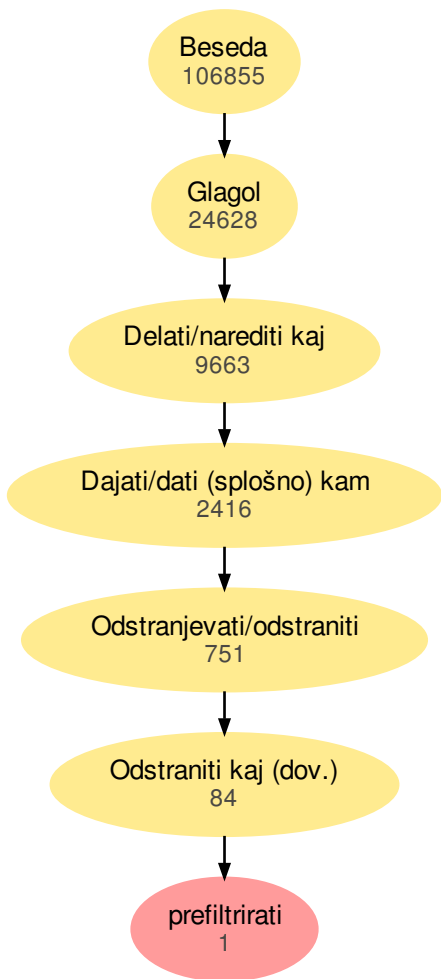 Beseda
106855
Glagol
24628
Delati/narediti kaj
9663
Dajati/dati (splošno) kam
2416
Odstranjevati/odstraniti
751
Odstraniti kaj (dov.)
84
prefiltrirati
1